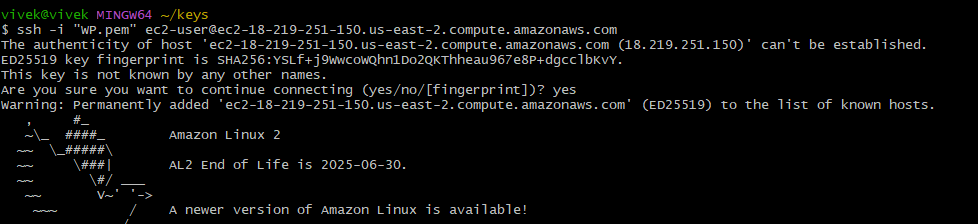 vivek@vivek MINGW64 ~/keys
$ ssh -i "WP.pem" ec2-user@ec2-18-219-251-150.us-east-2.compute.amazonaws.com
The authenticity of host 'ec2-18-219-251-150.us-east-2.compute.amazonaws.com (18.219.251.150)' can't be established.
ED25519 key fingerprint is SHA256:YSLf+j9WwcoWQhn1Do2QKThheau967e8P+dgcclbKvY.
This key is not known by any other names.
Are you sure you want to continue connecting (yes/no/[fingerprint])? yes
Warning: Permanently added 'ec2-18-219-251-150.us-east-2.compute.amazonaws.com' (ED25519) to the list of known hosts.
   ,     #_
   ~\_  ####_        Amazon Linux 2
  ~~  \_#####\
  ~~     \###|       AL2 End of Life is 2025-06-30.
  ~~       \#/ ___
   ~~       V~' '->
    ~~~         /    A newer version of Amazon Linux is available!